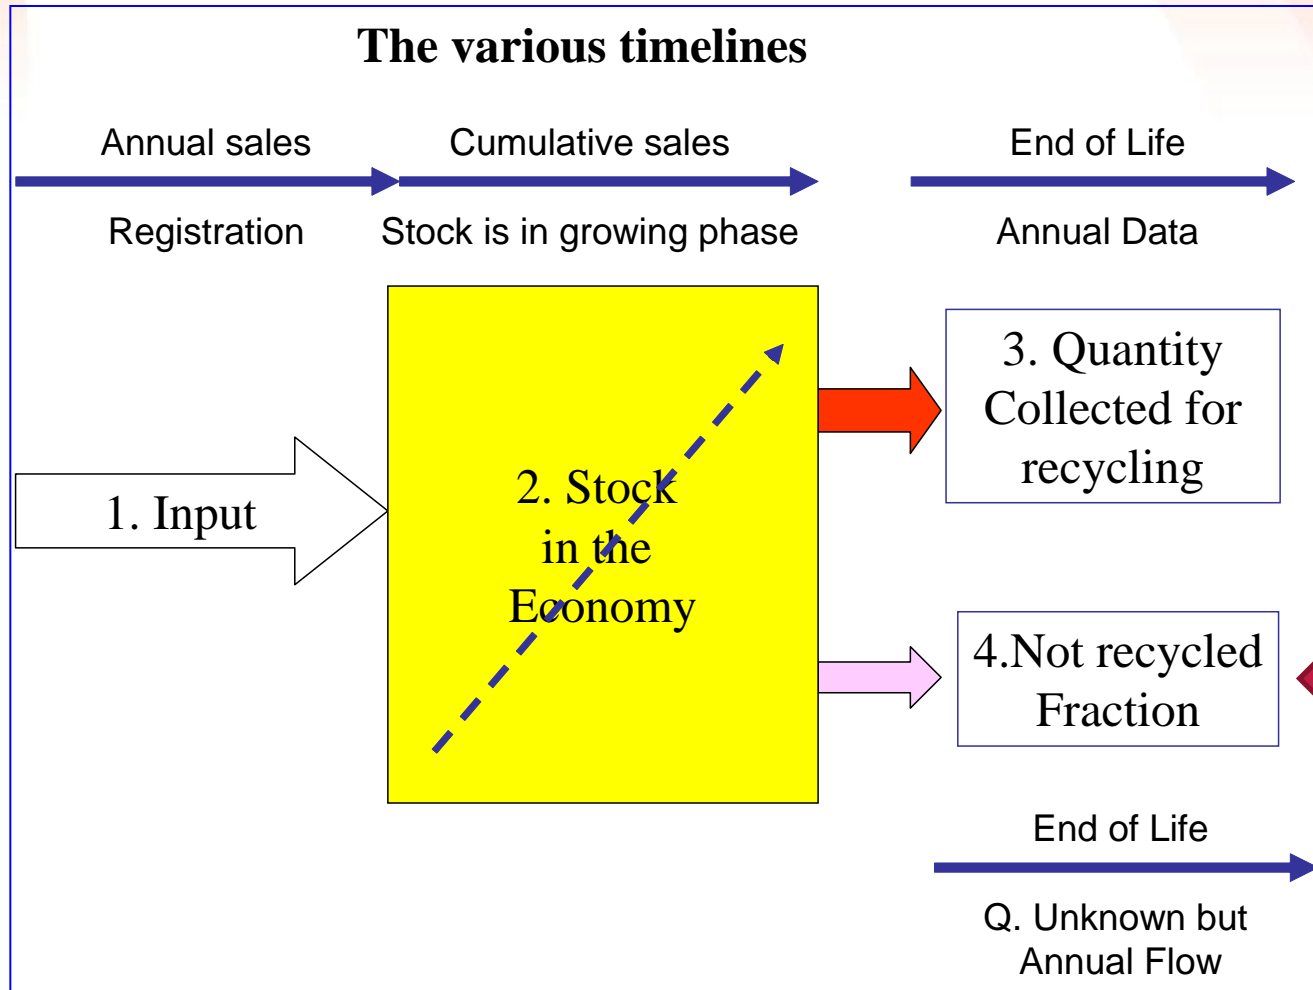 The various timelines
Annual sales
Cumulative sales
End of Life
Registration
Stock is in growing phase
Annual Data
1. Input
2. Stock
in the
Economy
3. Quantity
Collected for
recycling
4.Not recycled
Fraction
End of Life
Q. Unknown but
Annual Flow